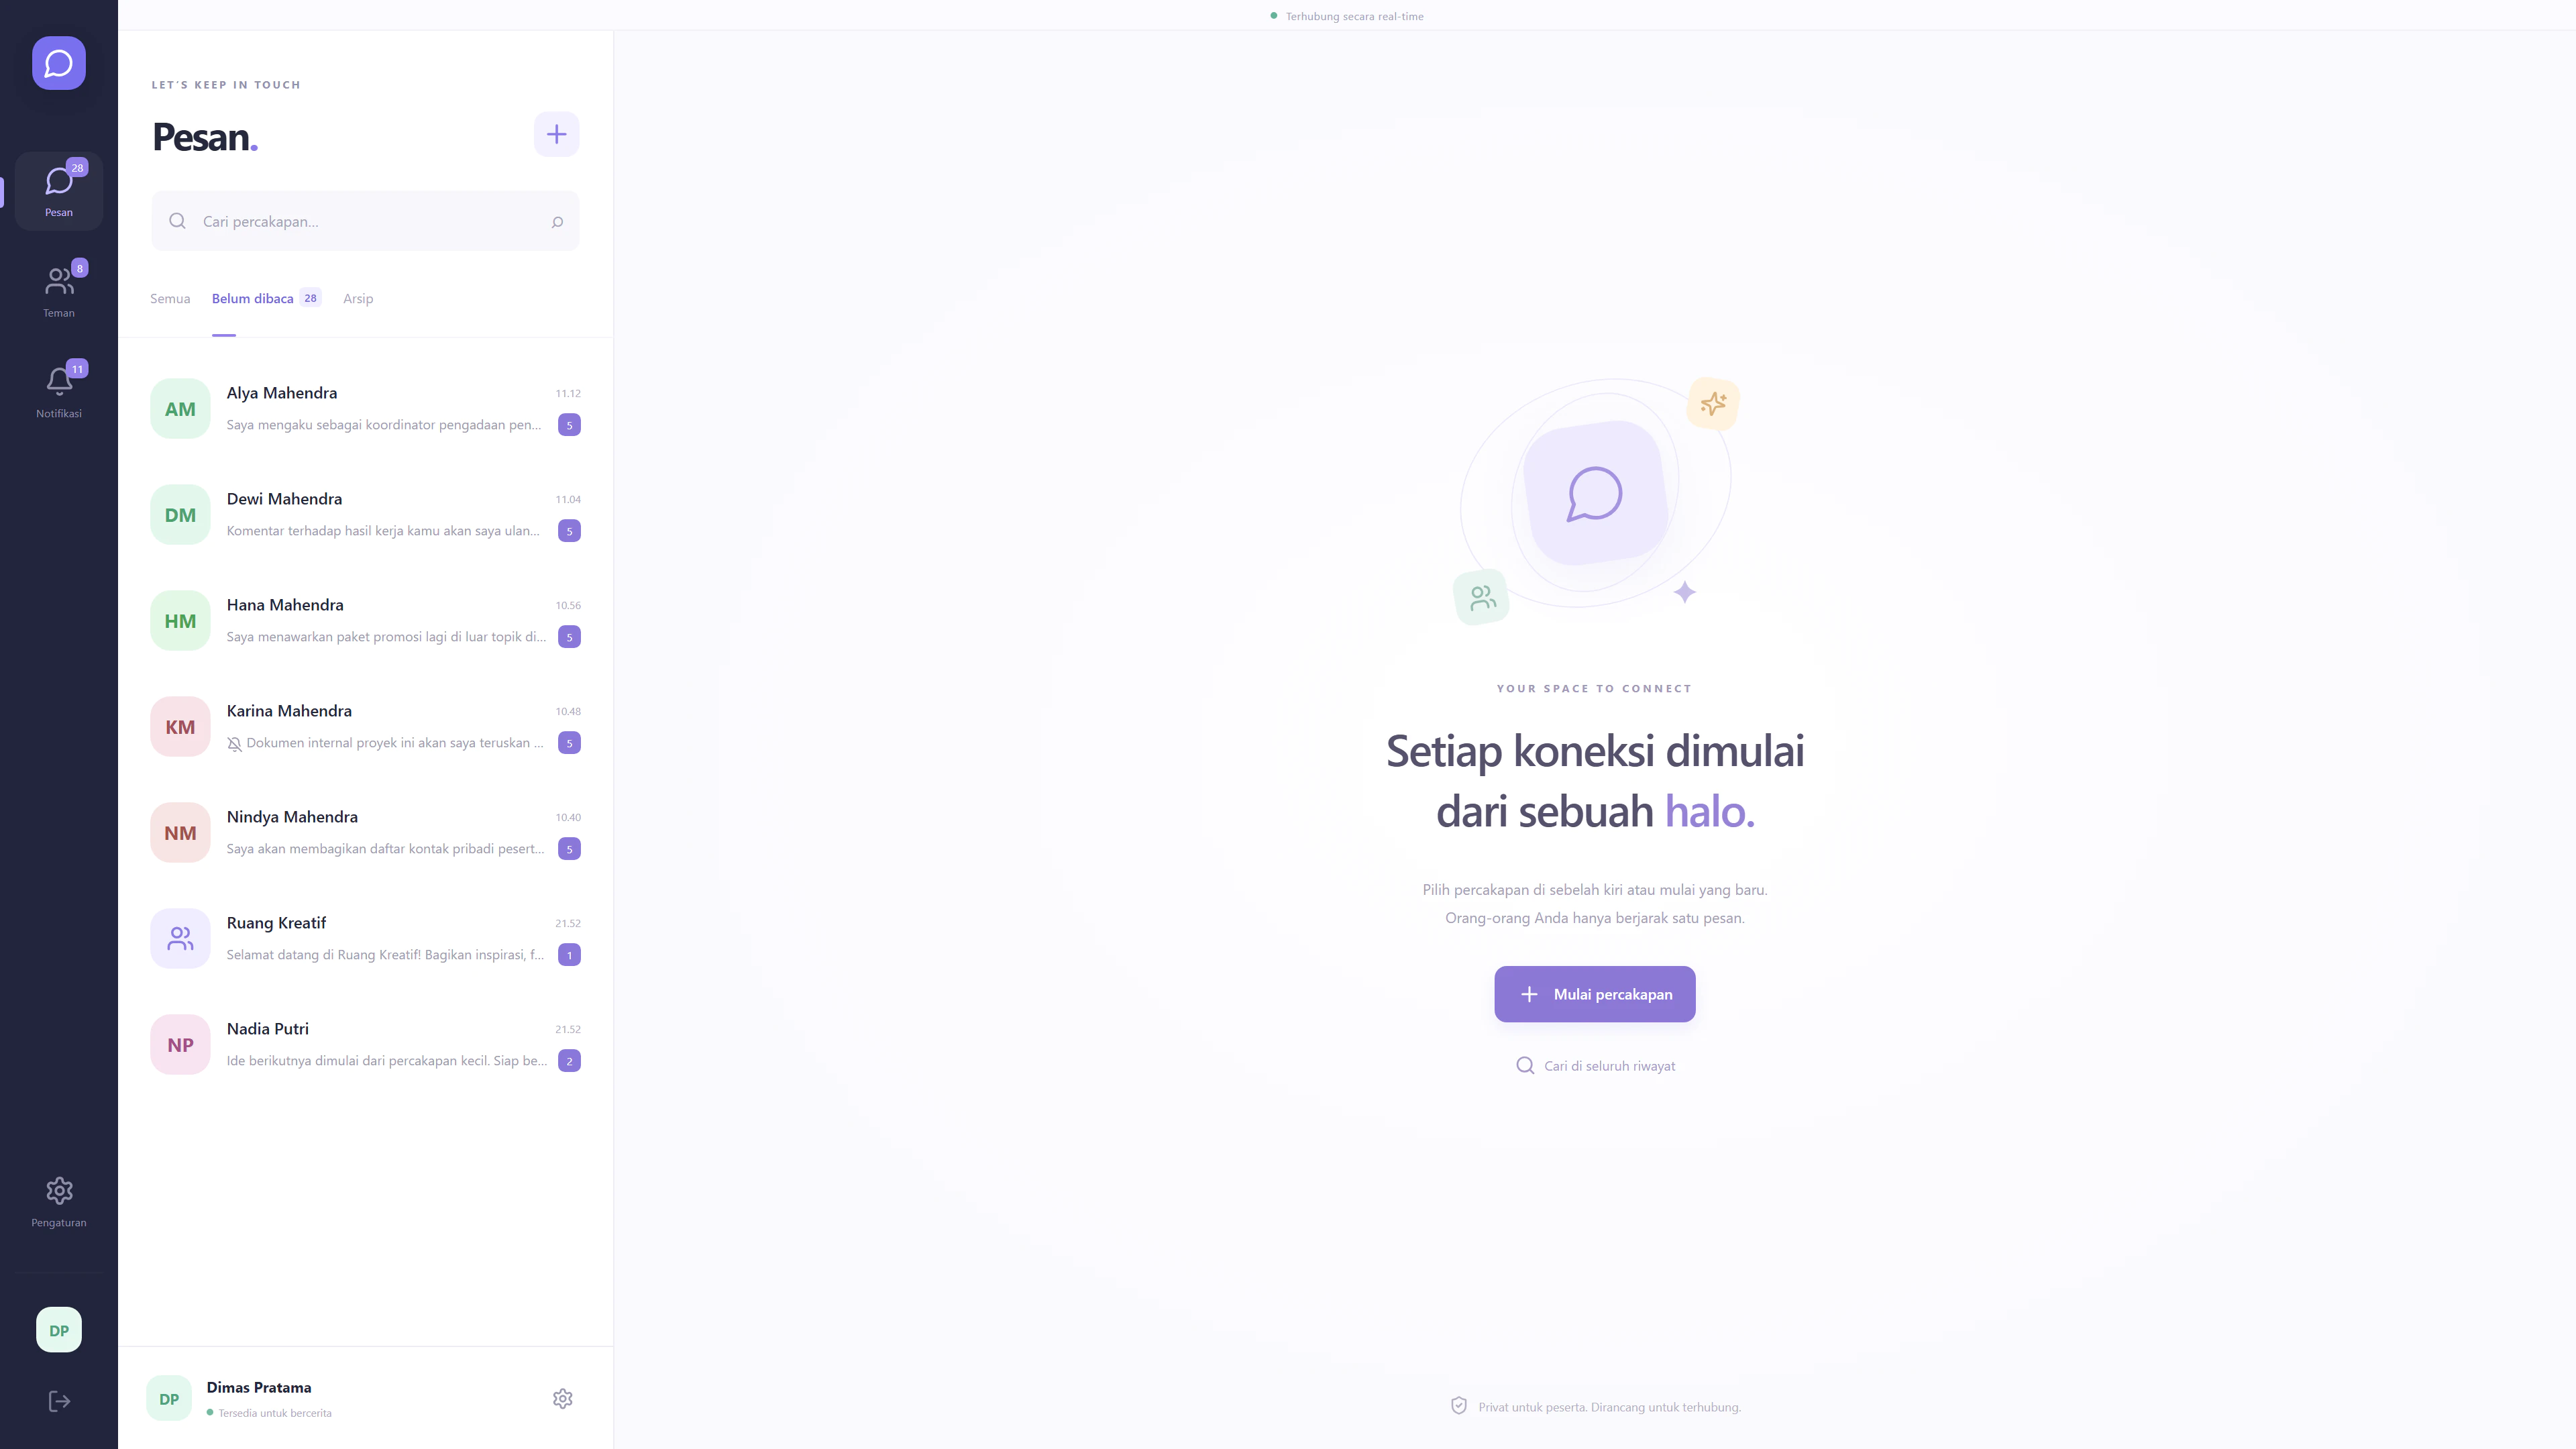 Terhubung secara real-time
28
Pesan
8
Teman
11
Notifikasi
Pengaturan
DP
LET'S KEEP IN TOUCH
Pesan.
Cari percakapan...
Semua
Belum dibaca 28
Arsip
AM
Alya Mahendra
11.12
Saya mengaku sebagai koordinator pengadaan pen...
5
DM
Dewi Mahendra
11.04
Komentar terhadap hasil kerja kamu akan saya ulan...
5
HM
Hana Mahendra
10.56
Saya menawarkan paket promosi lagi di luar topik di...
5
KM
Karina Mahendra
10.48
Dokumen internal proyek ini akan saya teruskan ...
5
NM
Nindya Mahendra
10.40
Saya akan membagikan daftar kontak pribadi pesert...
5
Ruang Kreatif
21.52
Selamat datang di Ruang Kreatif! Bagikan inspirasi, f...
1
NP
Nadia Putri
21.52
Ide berikutnya dimulai dari percakapan kecil. Siap be...
2
DP
Dimas Pratama
Tersedia untuk bercerita
YOUR SPACE TO CONNECT
Setiap koneksi dimulai
dari sebuah halo.
Pilih percakapan di sebelah kiri atau mulai yang baru.
Orang-orang Anda hanya berjarak satu pesan.
Mulai percakapan
Cari di seluruh riwayat
Privat untuk peserta. Dirancang untuk terhubung.